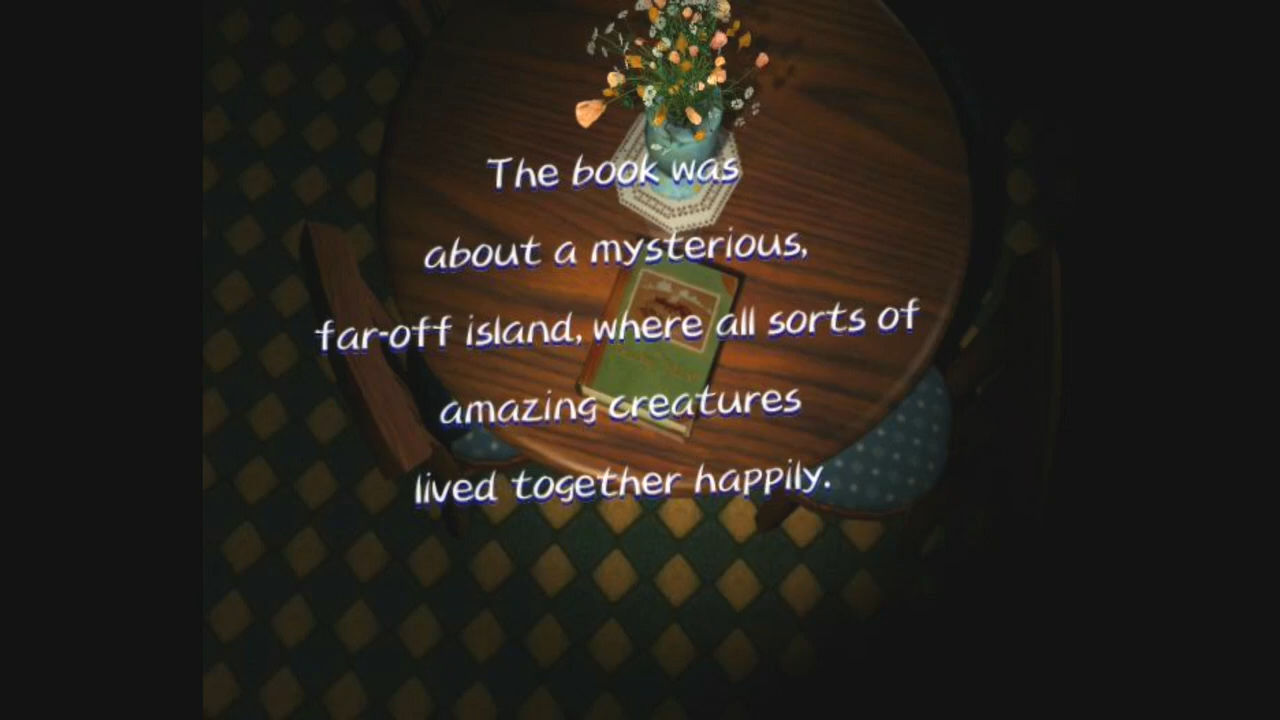 The book was
about a mysterious,
far-off island, where all sorts of
amazing creatures
lived together happily.